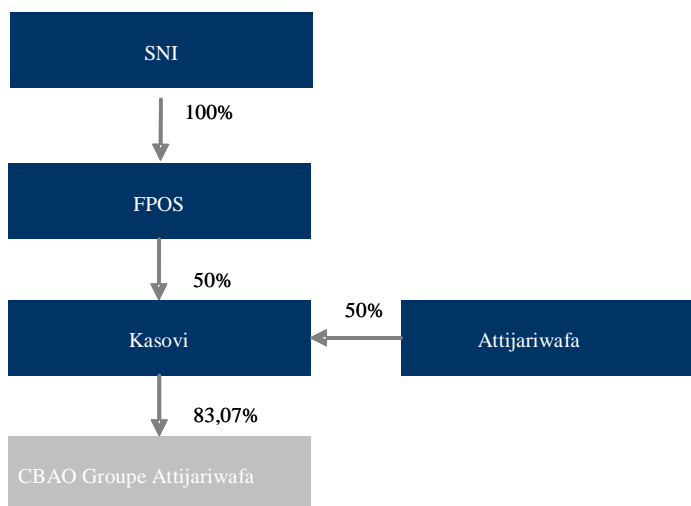 SNI
100%
FPOS
50%
50%
Kasovi
Attijariwafa
83,07%
CBAO Groupe Attijariwafa